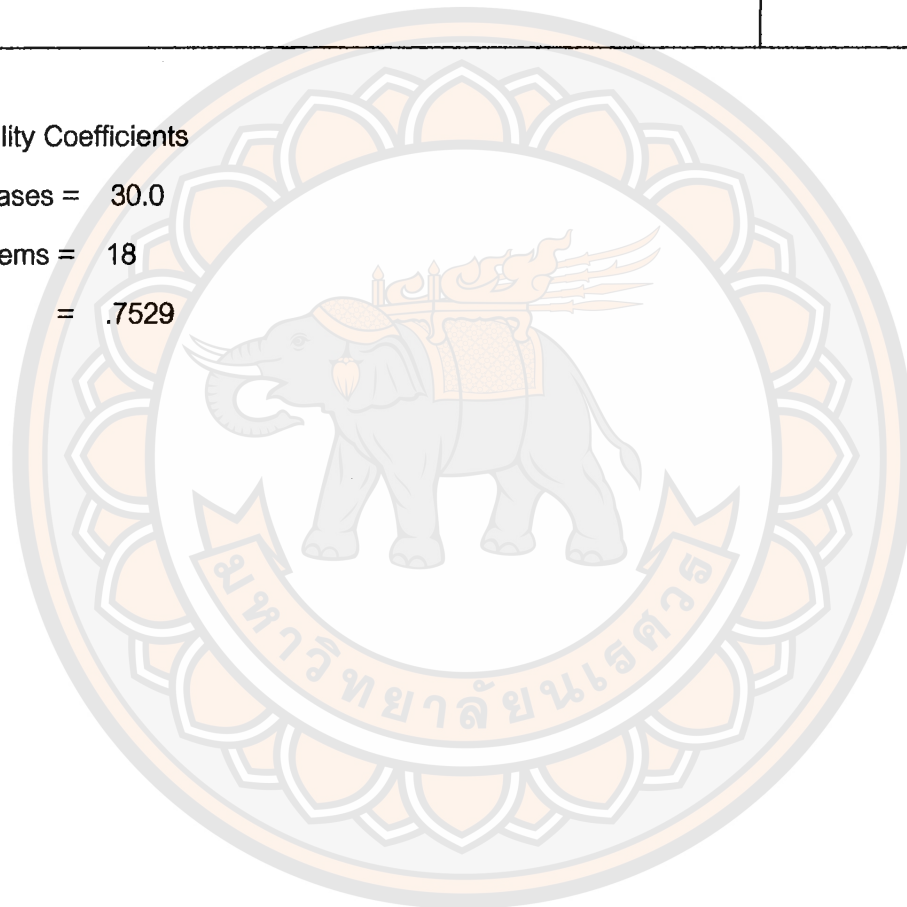 lity Coefficients
ases = 30.0
ems = 18
= .7529
มหาวิทยาลัยนเรศวร